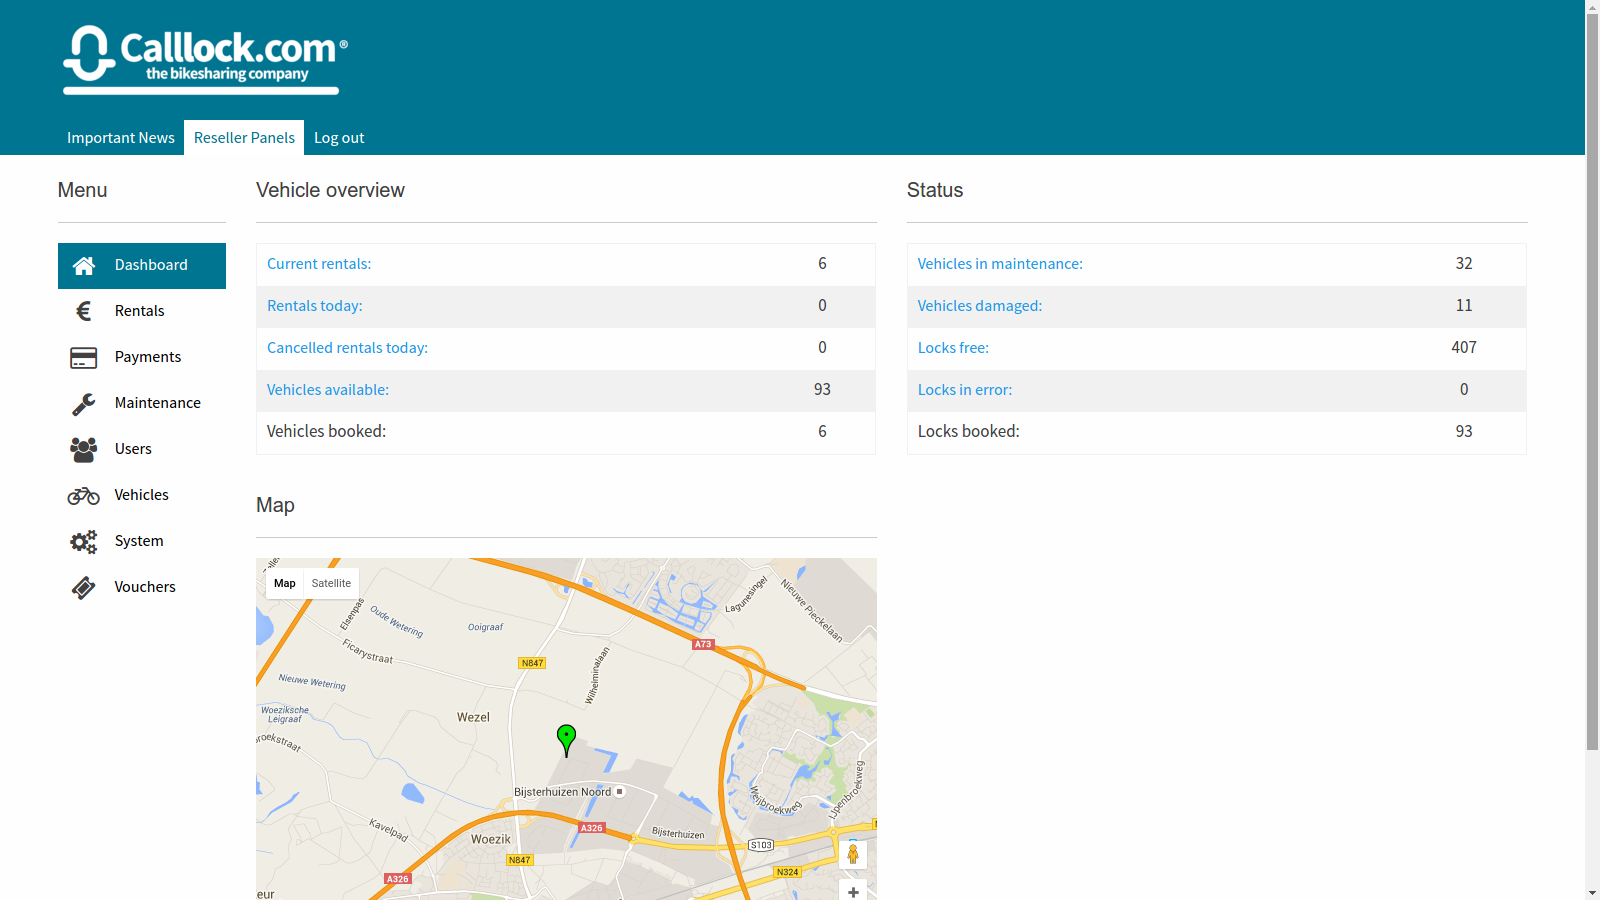 Calllock.com®
the bikesharing company
Important News
Reseller Panels
Log out
Menu
Dashboard
€ Rentals
Payments
Maintenance
Users
Vehicles
System
Vouchers
Vehicle overview
Current rentals: 6
Rentals today: 0
Cancelled rentals today: 0
Vehicles available: 93
Vehicles booked: 6
Status
Vehicles in maintenance: 32
Vehicles damaged: 11
Locks free: 407
Locks in error: 0
Locks booked: 93
Map
Map
Satellite
Elsenpas
Oude Wetering
Ooigraaf
Lagunesingel
Nieuwe Pieckelaan
Ficarystraat
A73
N847
Wilhelminalaan
Nieuwe Wetering
Woeziksche
Leigraaf
Wezel
roekstraat
Bijsterhuizen Noord
Weijbroekweg
IJpenbroekweg
Kavelpad
Woezik
A326
Bijsterhuizen
S103
N847
N324
A326
eur
+